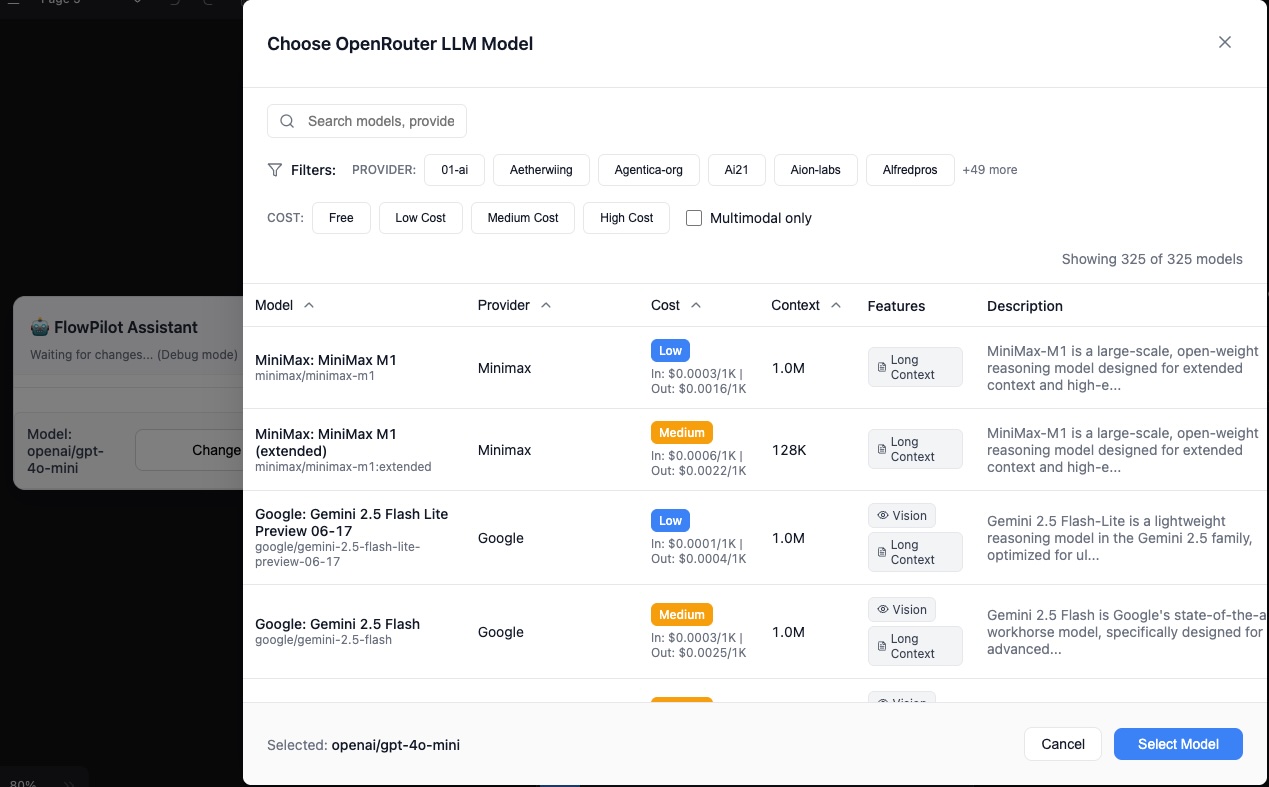 Page 3
Choose OpenRouter LLM Model
Search models, provide
Filters: PROVIDER: 01-ai Aetherwiing Agentica-org Ai21 Aion-labs Alfredpros +49 more
COST: Free Low Cost Medium Cost High Cost Multimodal only
Showing 325 of 325 models
Model Provider Cost Context Features Description
MiniMax: MiniMax M1
minimax/minimax-m1
Minimax
Low
In: $0.0003/1K |
Out: $0.0016/1K
1.0M
Long
Context
MiniMax-M1 is a large-scale, open-weight
reasoning model designed for extended
context and high-e...
MiniMax: MiniMax M1
(extended)
minimax/minimax-m1:extended
Minimax
Medium
In: $0.0006/1K |
Out: $0.0022/1K
128K
Long
Context
MiniMax-M1 is a large-scale, open-weight
reasoning model designed for extended
context and high-e...
Google: Gemini 2.5 Flash Lite
Preview 06-17
google/gemini-2.5-flash-lite-
preview-06-17
Google
Low
In: $0.0001/1K |
Out: $0.0004/1K
1.0M
Vision
Long
Context
Gemini 2.5 Flash-Lite is a lightweight
reasoning model in the Gemini 2.5 family,
optimized for ul...
Google: Gemini 2.5 Flash
google/gemini-2.5-flash
Google
Medium
In: $0.0003/1K |
Out: $0.0025/1K
1.0M
Vision
Long
Context
Gemini 2.5 Flash is Google's state-of-the-a
workhorse model, specifically designed for
advanced...
Vision
Selected: openai/gpt-4o-mini
Cancel
Select Model
FlowPilot Assistant
Waiting for changes... (Debug mode)
Model:
openai/gpt-
4o-mini
Change
80%